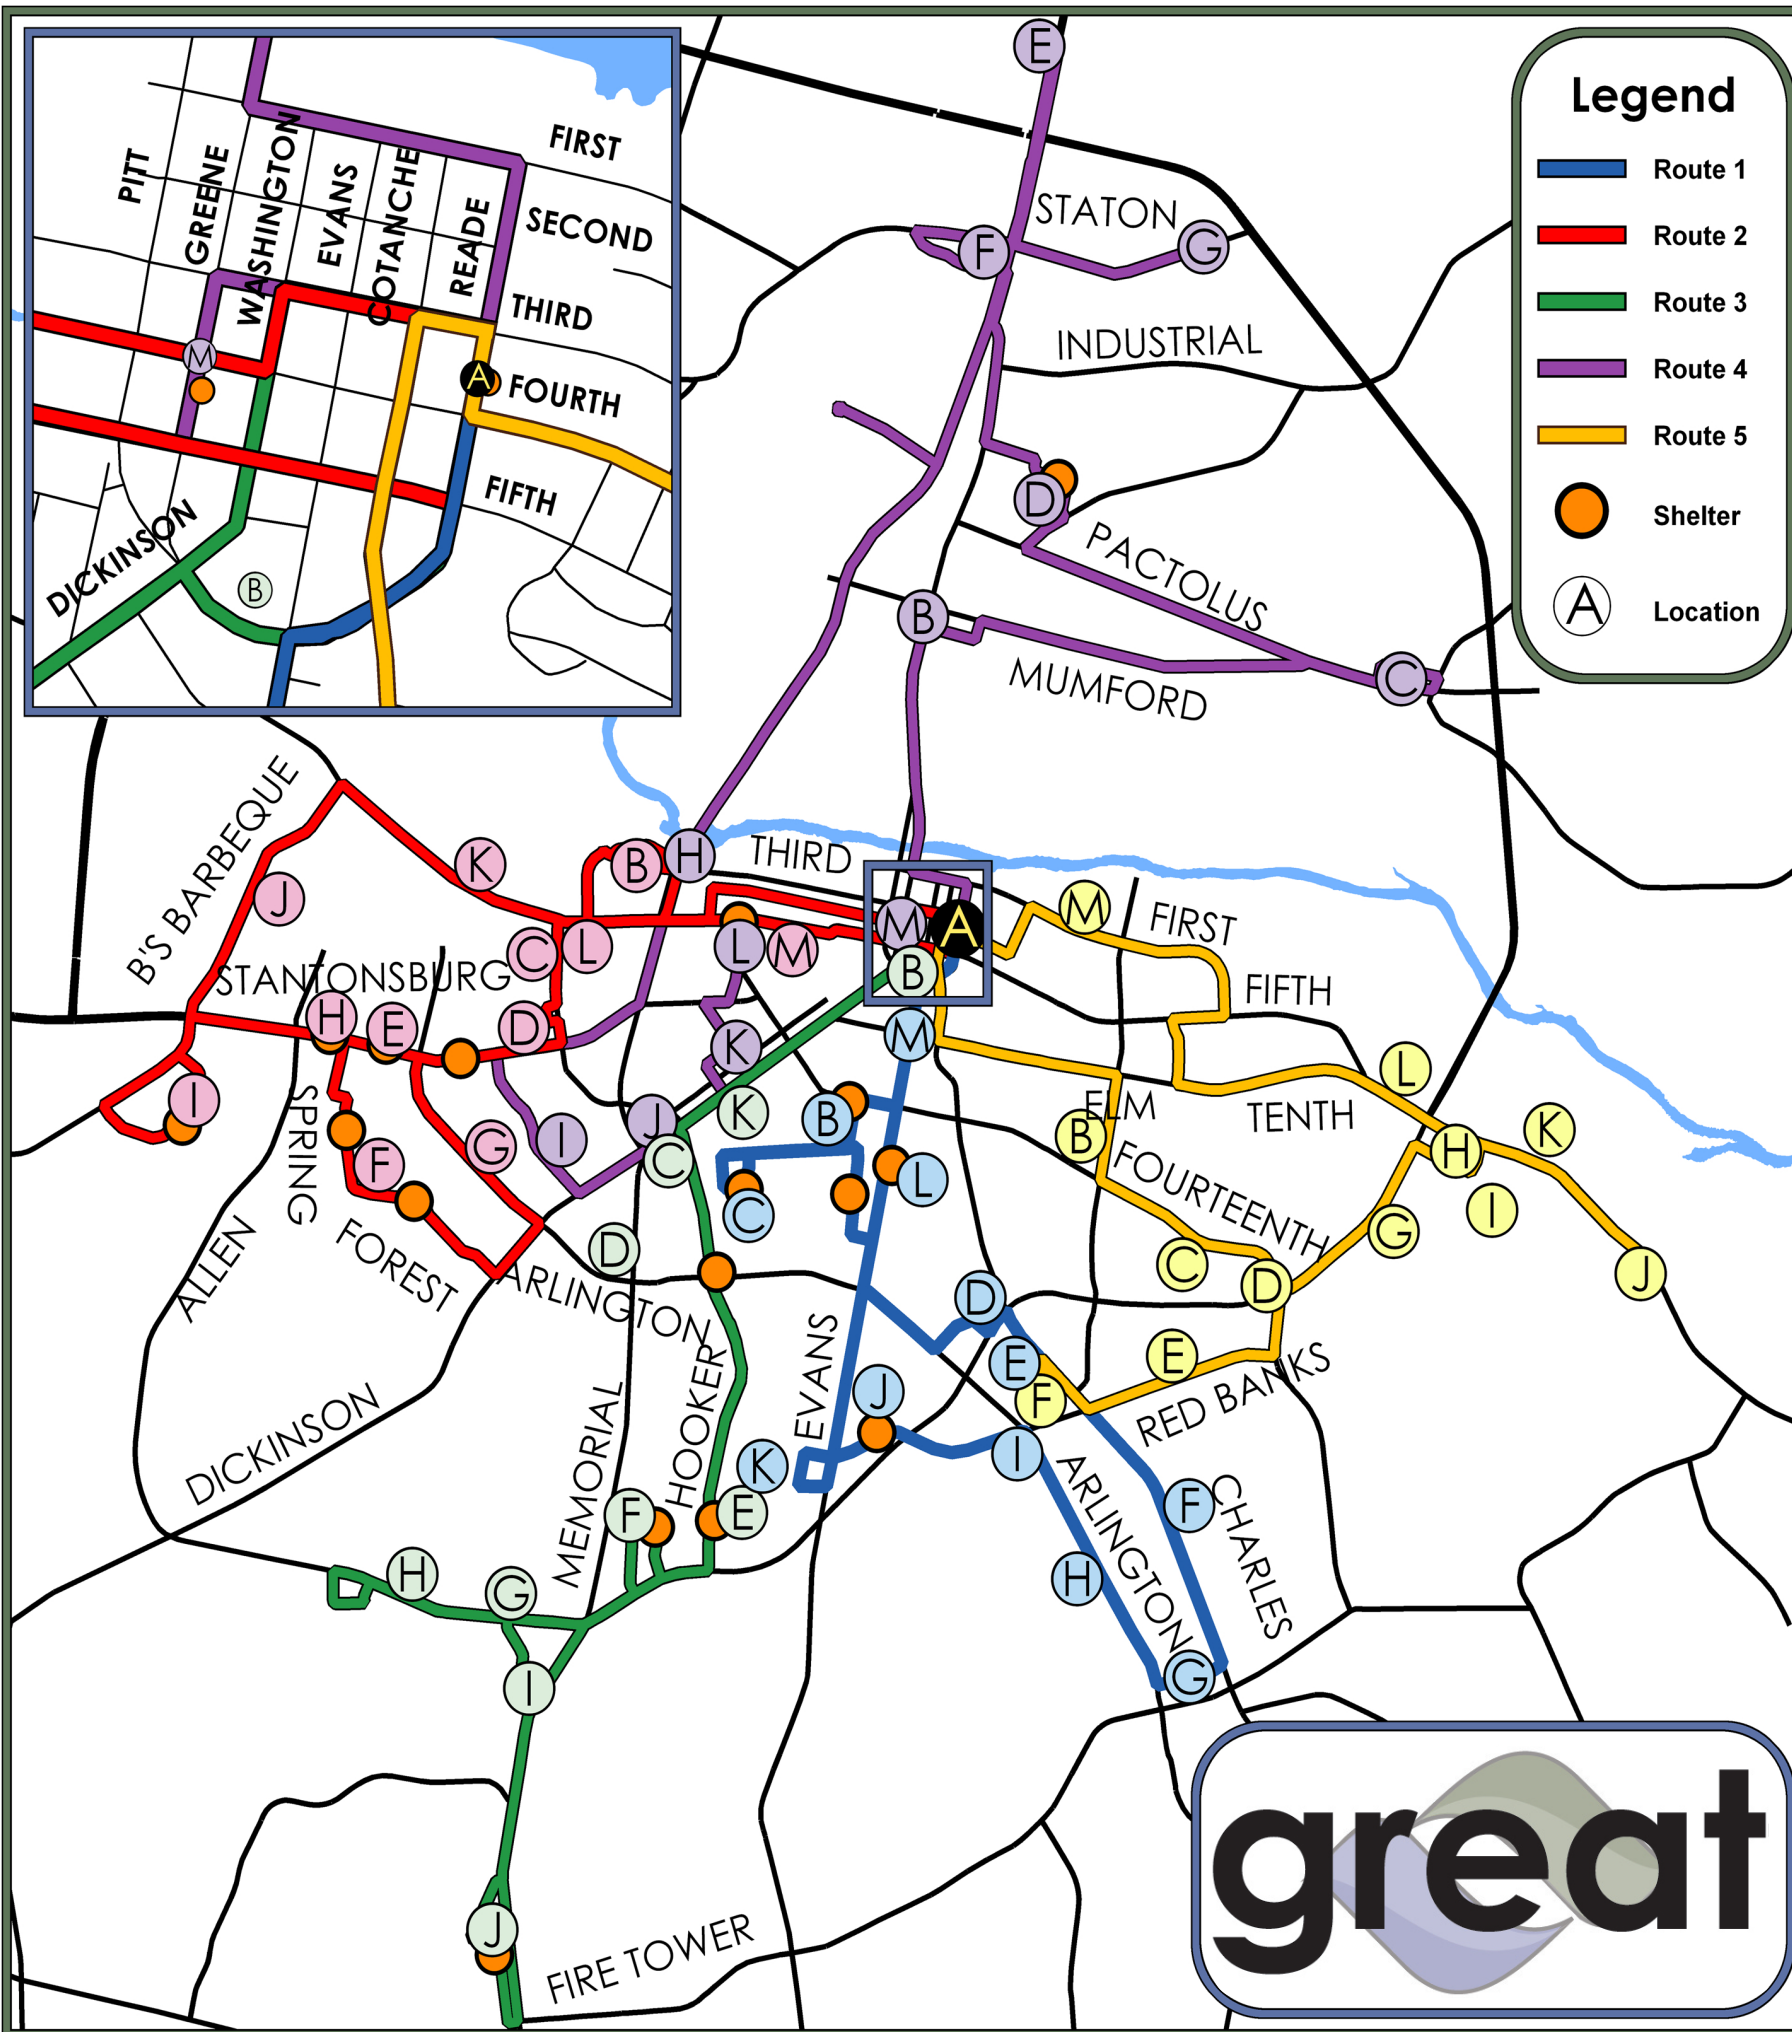 PITT
GREENE
WASHINGTON
EVANS
COTANCHE
READE
FIRST
SECOND
THIRD
FOURTH
FIFTH
DICKINSON
M
A
B
Legend
Route 1
Route 2
Route 3
Route 4
Route 5
Shelter
A
Location
E
STATON
F
G
INDUSTRIAL
D
PACTOLUS
B
MUMFORD
C
B'S BARBEQUE
K
B
H
THIRD
J
M
A
M
FIRST
C
L
L
M
B
STANTONSBURG
FIFTH
H
E
D
M
K
L
I
SPRING
K
B
ELM
TENTH
B
K
H
F
G
I
J
C
L
FOURTEENTH
I
C
G
ALLEN
FOREST
D
ARLINGTON
D
C
D
J
EVANS
HOOKER
E
F
E
RED BANKS
J
DICKINSON
MEMORIAL
K
I
ARLINGTON
F
CHARLES
F
E
H
G
H
G
I
J
FIRE TOWER
great